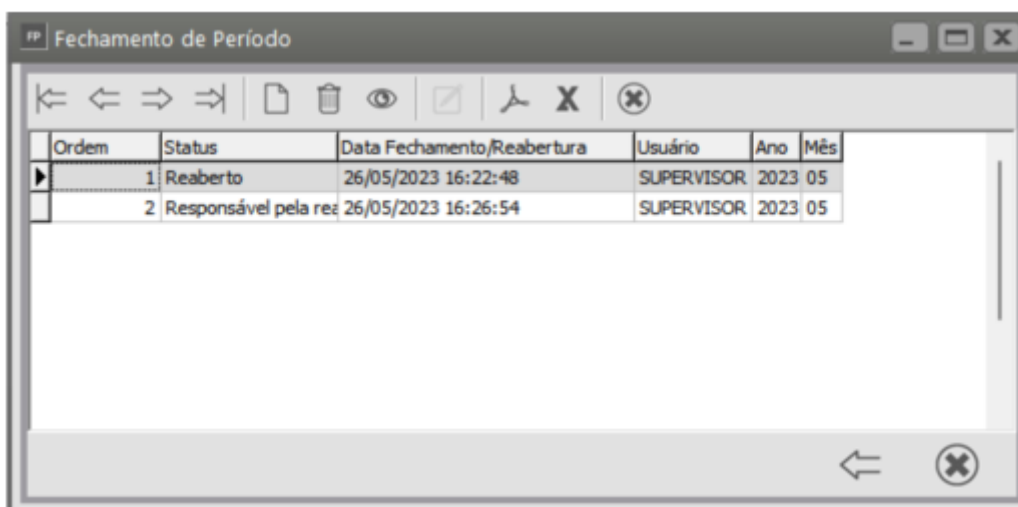 FP Fechamento de Período
X
Ordem Status Data Fechamento/Reabertura Usuário Ano Mês
1 Reaberto 26/05/2023 16:22:48 SUPERVISOR 2023 05
2 Responsável pela rea 26/05/2023 16:26:54 SUPERVISOR 2023 05